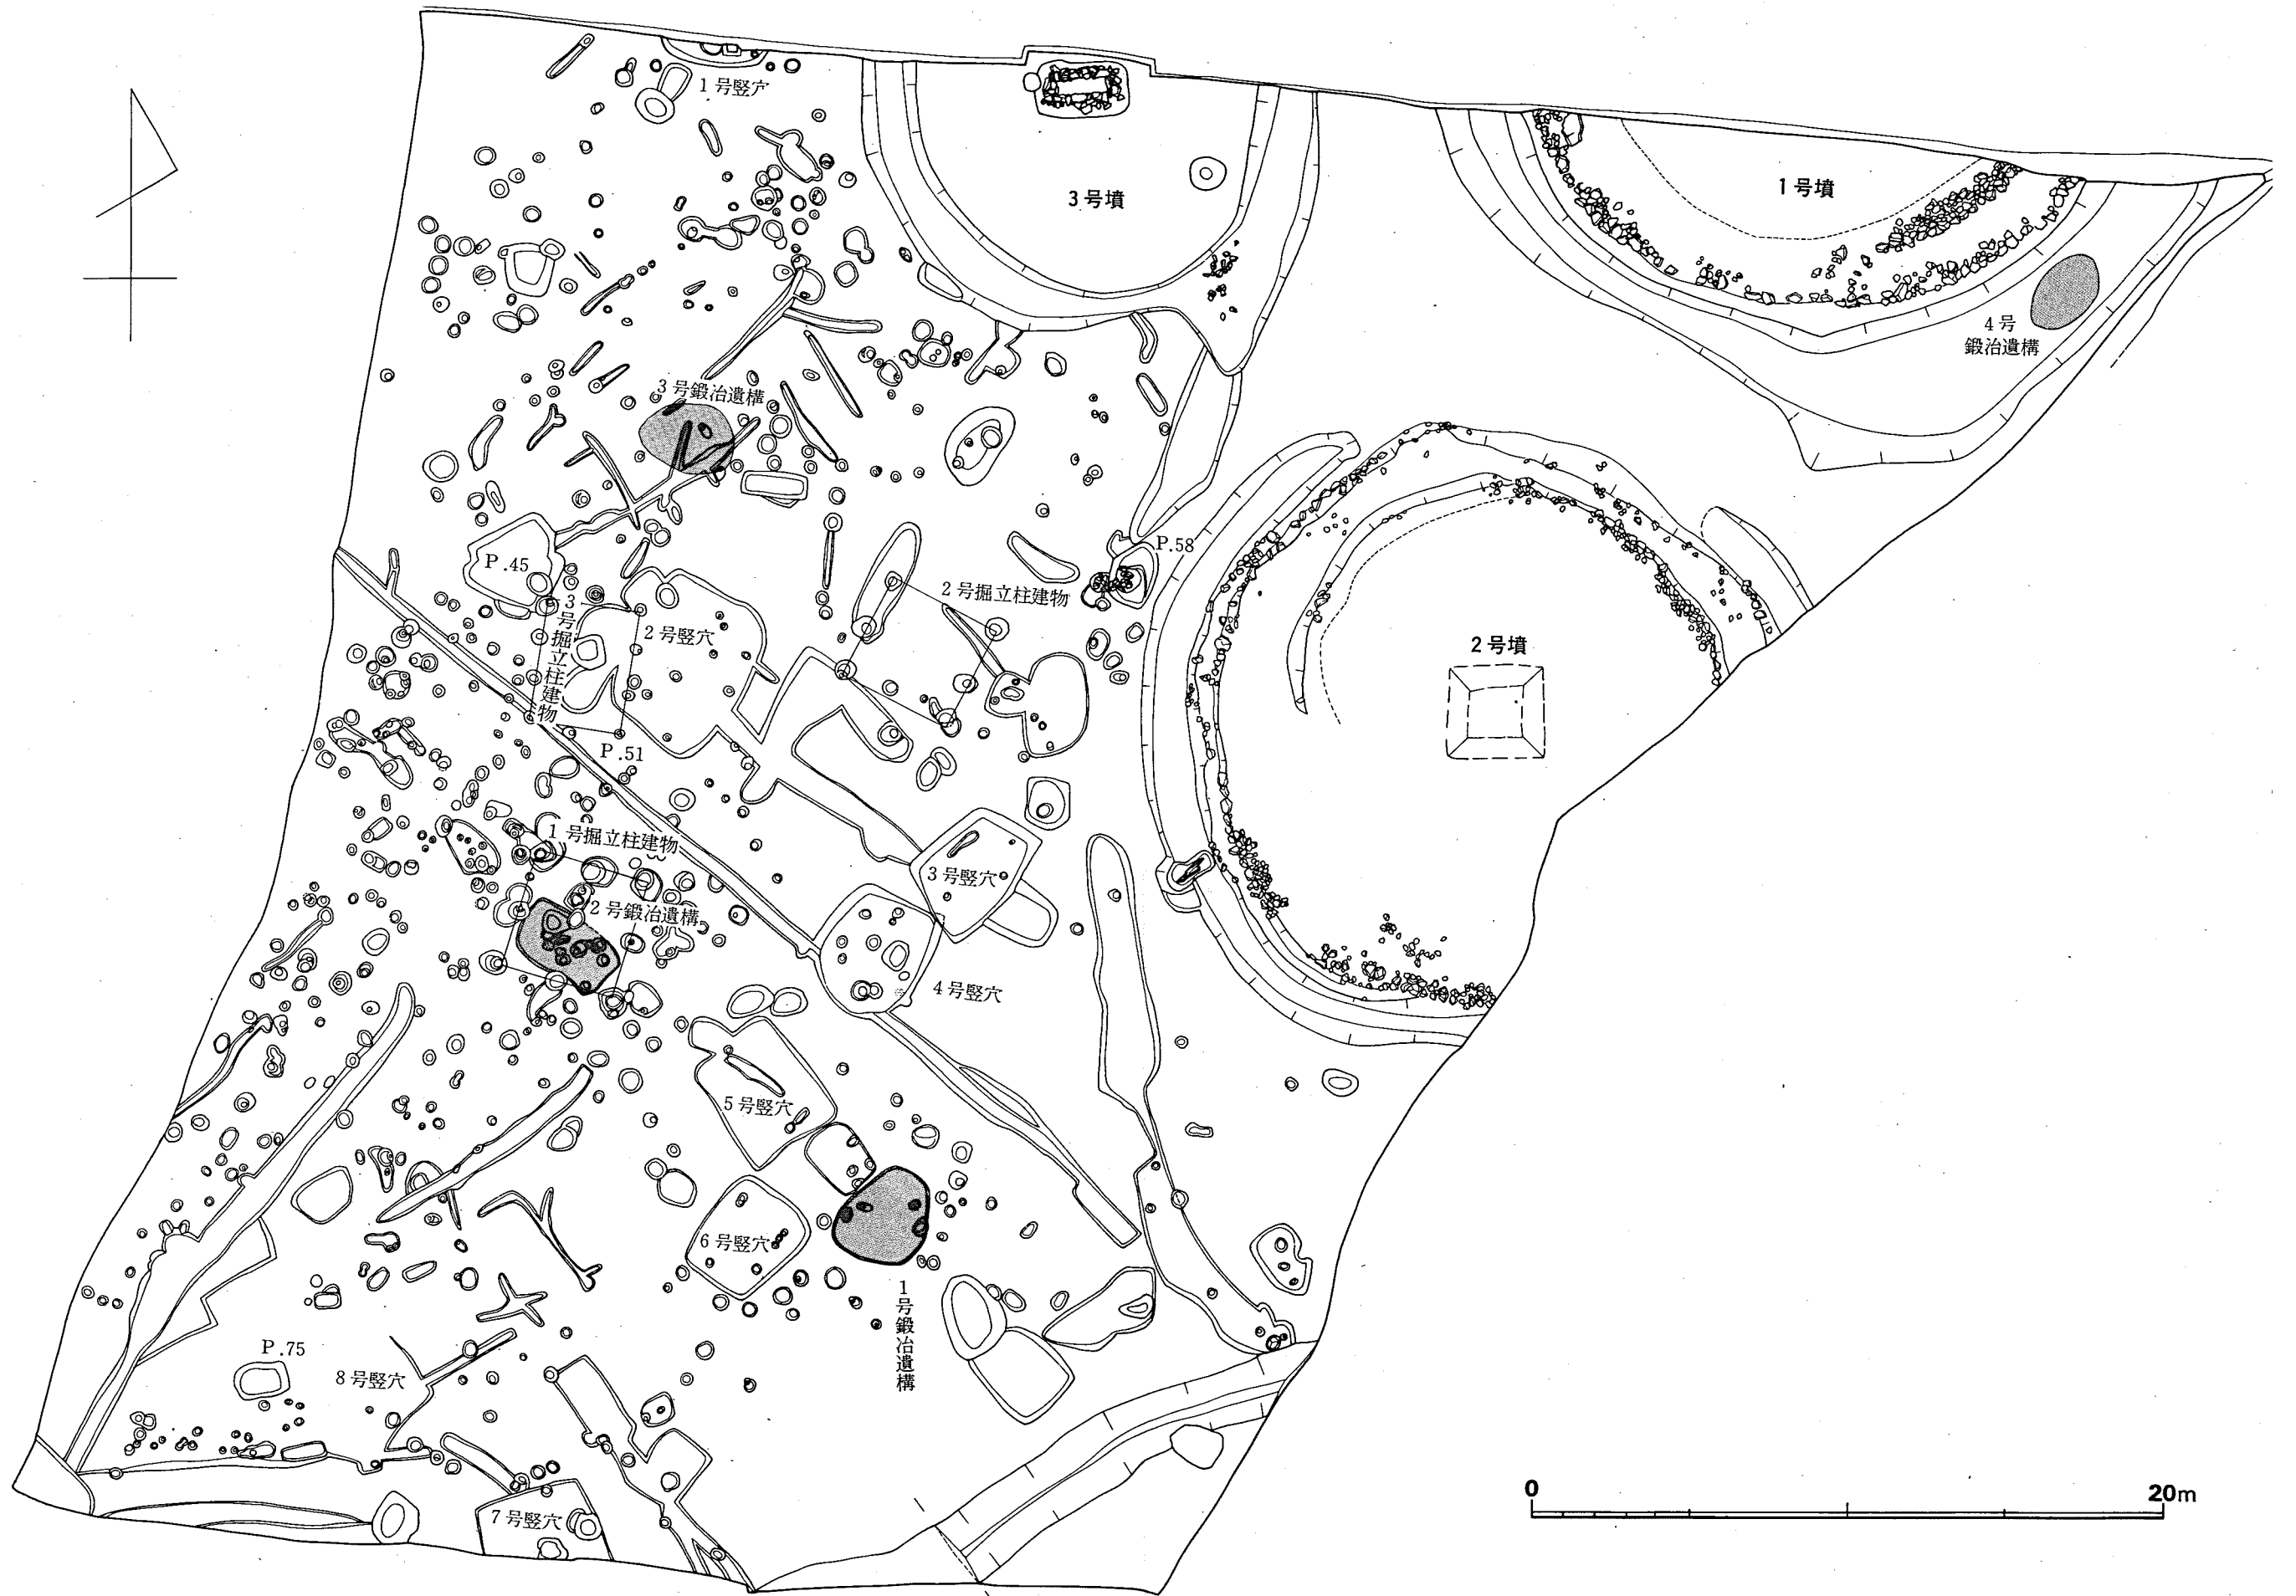 1号竪穴
3号墳
1号墳
4号
鍛冶遺構
3号鍛冶遺構
P.45
P.58
2号掘立柱建物
3号掘立柱建物
2号竪穴
2号墳
P.51
1号掘立柱建物
3号竪穴
2号鍛冶遺構
4号竪穴
5号竪穴
6号竪穴
1号鍛冶遺構
P.75
8号竪穴
7号竪穴
0 20m